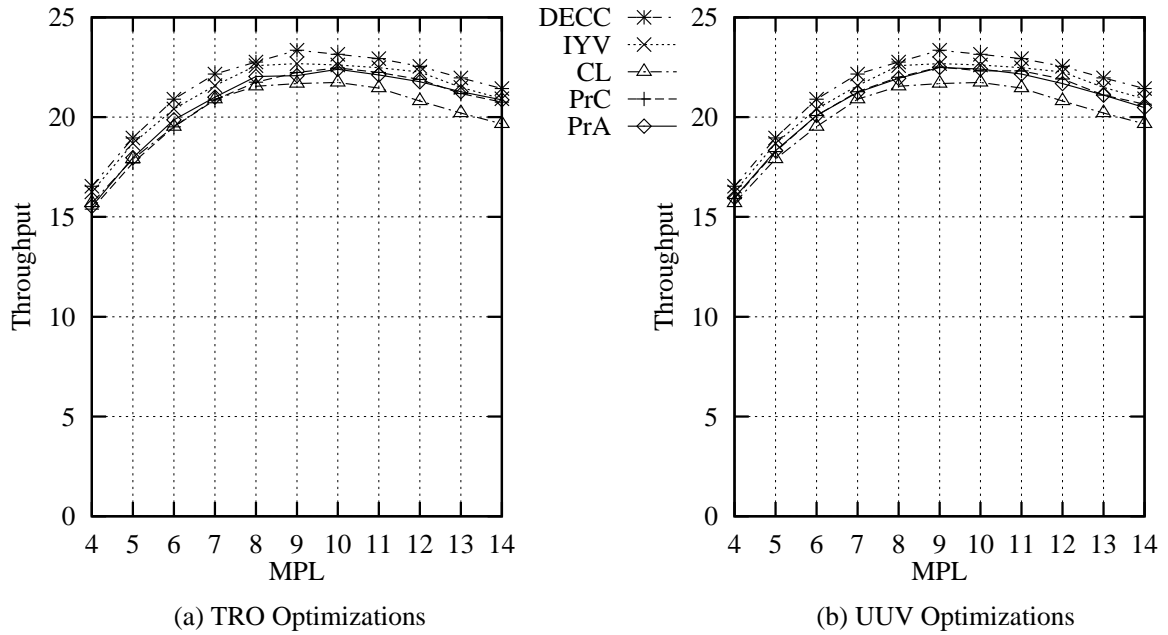 25
20
15
10
5
0
Throughput
4 5 6 7 8 9 10 11 12 13 14
MPL
(a) TRO Optimizations
DECC
IYV
CL
PrC
PrA
25
20
15
10
5
0
Throughput
4 5 6 7 8 9 10 11 12 13 14
MPL
(b) UUV Optimizations